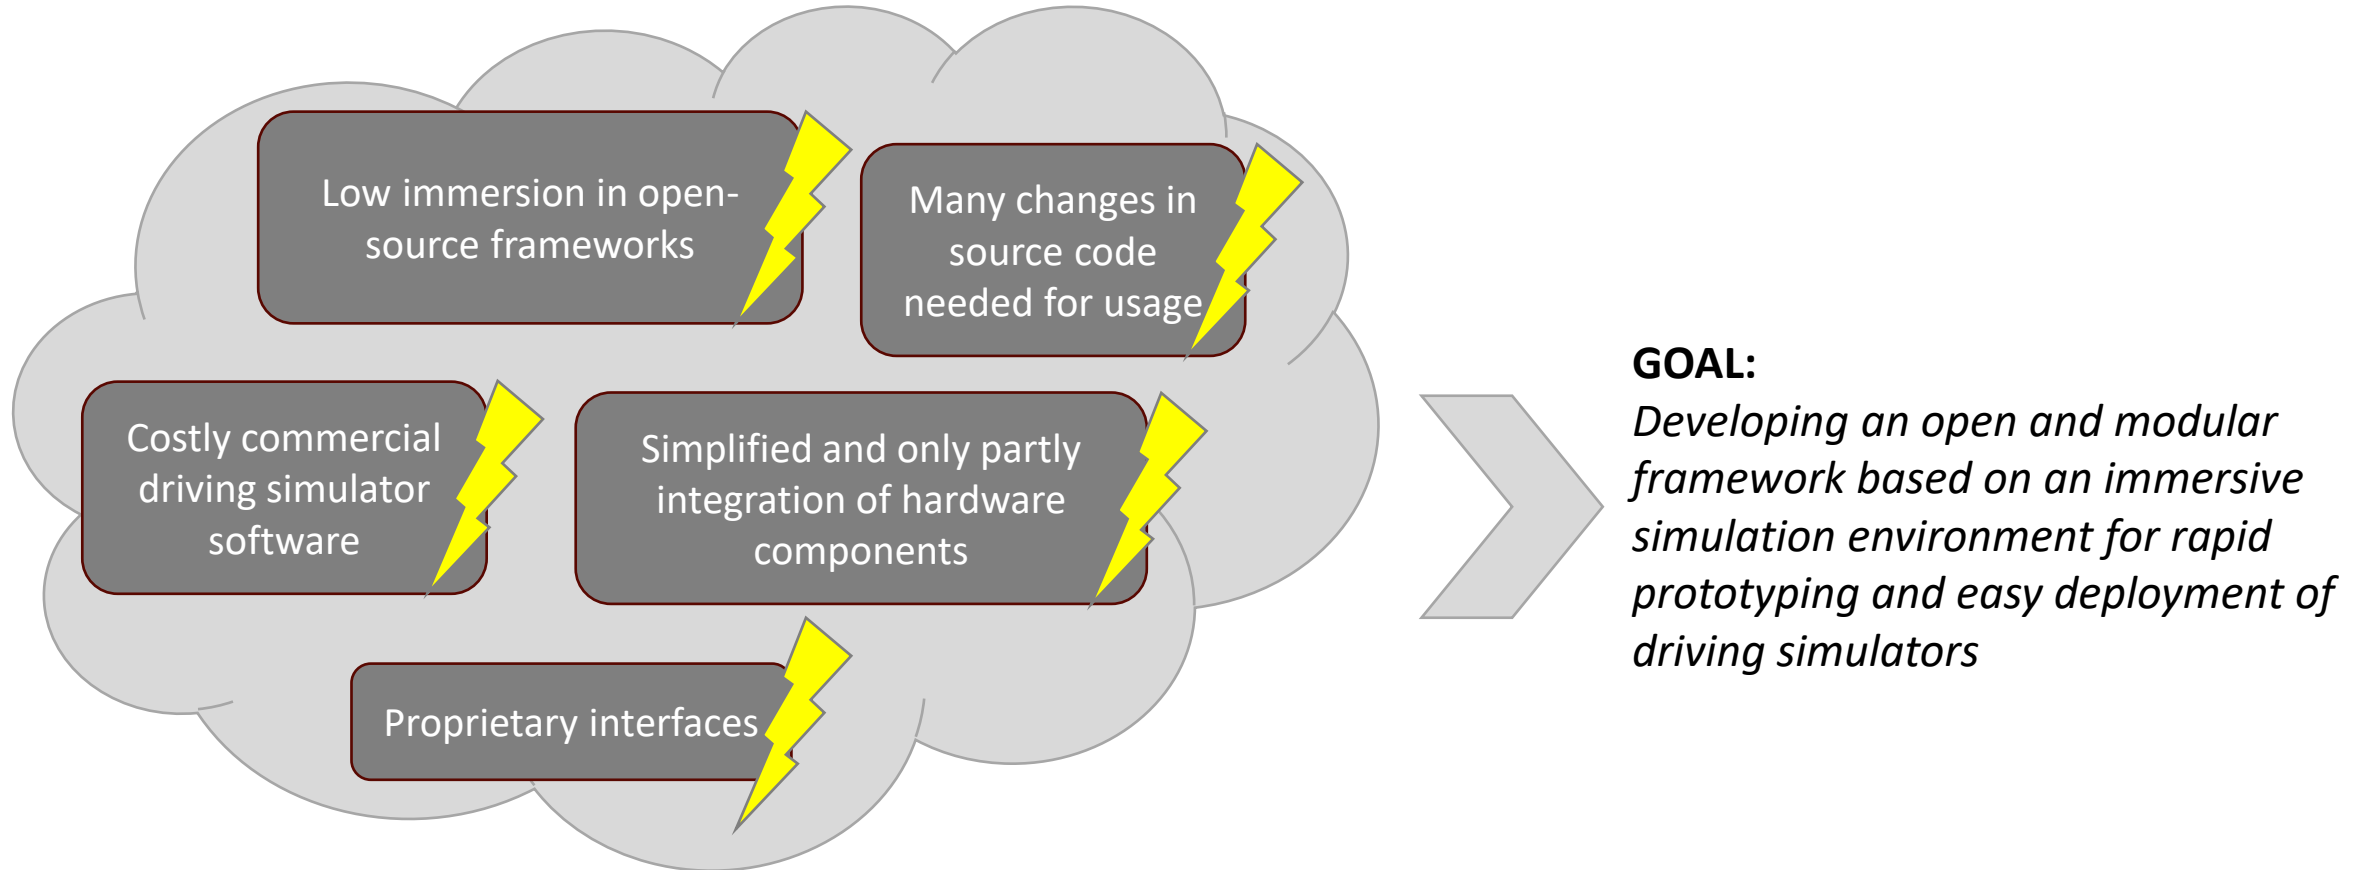 Low immersion in open-
source frameworks
Many changes in
source code
needed for usage
Costly commercial
driving simulator
software
Simplified and only partly
integration of hardware
components
Proprietary interfaces
GOAL:
Developing an open and modular
framework based on an immersive
simulation environment for rapid
prototyping and easy deployment of
driving simulators